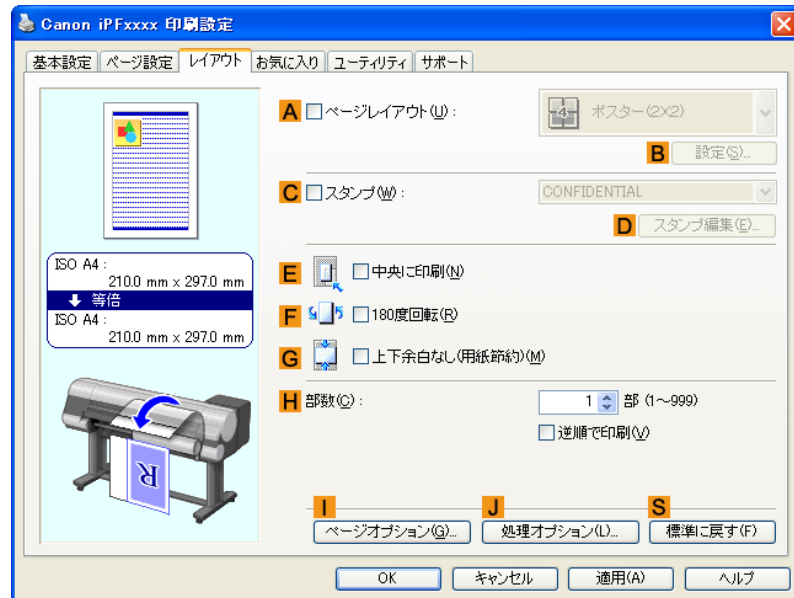 Canon iPFxxxx 印刷設定
基本設定 ページ設定 レイアウト お気に入り ユーティリティ サポート
A ページレイアウト(U) : 4 ポスター(2X2)
B 設定(S)...
C スタンプ(W) : CONFIDENTIAL
D スタンプ編集(E)...
ISO A4 :
210.0 mm x 297.0 mm
等倍
ISO A4 :
210.0 mm x 297.0 mm
E 中央に印刷(N)
F 180度回転(R)
G 上下余白なし(用紙節約)(M)
H 部数(C) : 1 部 (1～999)
逆順で印刷(V)
R
I J S
ページオプション(G)... 処理オプション(L)... 標準に戻す(F)
OK キャンセル 適用(A) ヘルプ